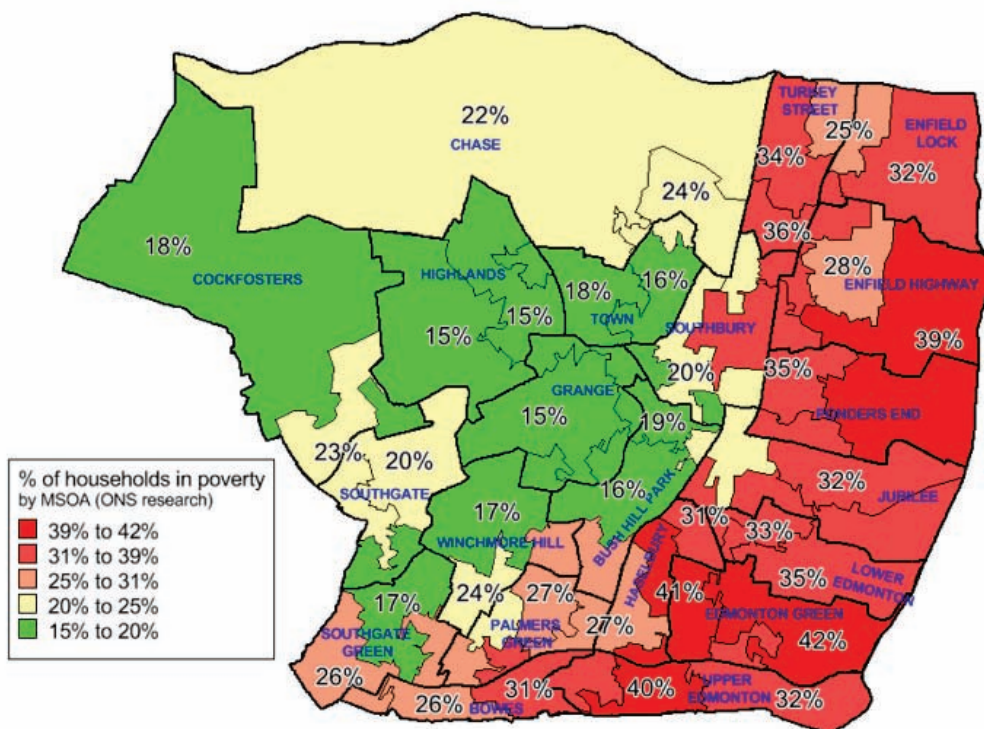 22%
CHASE
24%
TURKEY
STREET
25%
ENFIELD
LOCK
34%
32%
36%
18%
COCKFOSTERS
HIGHLANDS
15%
15%
18%
TOWN
16%
SOUTHBURY
28%
ENFIELD HIGHWAY
39%
20%
35%
GRANGE
15%
19%
PONDERS END
23%
20%
SOUTHGATE
16%
BUSH HILL PARK
32%
JUBILEE
17%
WINCHMORE HILL
31%
33%
HASELBURY
35%
LOWER
EDMONTON
24%
27%
PALMERS
GREEN
27%
41%
EDMONTON GREEN
42%
17%
SOUTHGATE
GREEN
26%
26%
BOWES
31%
40%
UPPER
EDMONTON
32%
% of households in poverty
by MSOA (ONS research)
39% to 42%
31% to 39%
25% to 31%
20% to 25%
15% to 20%